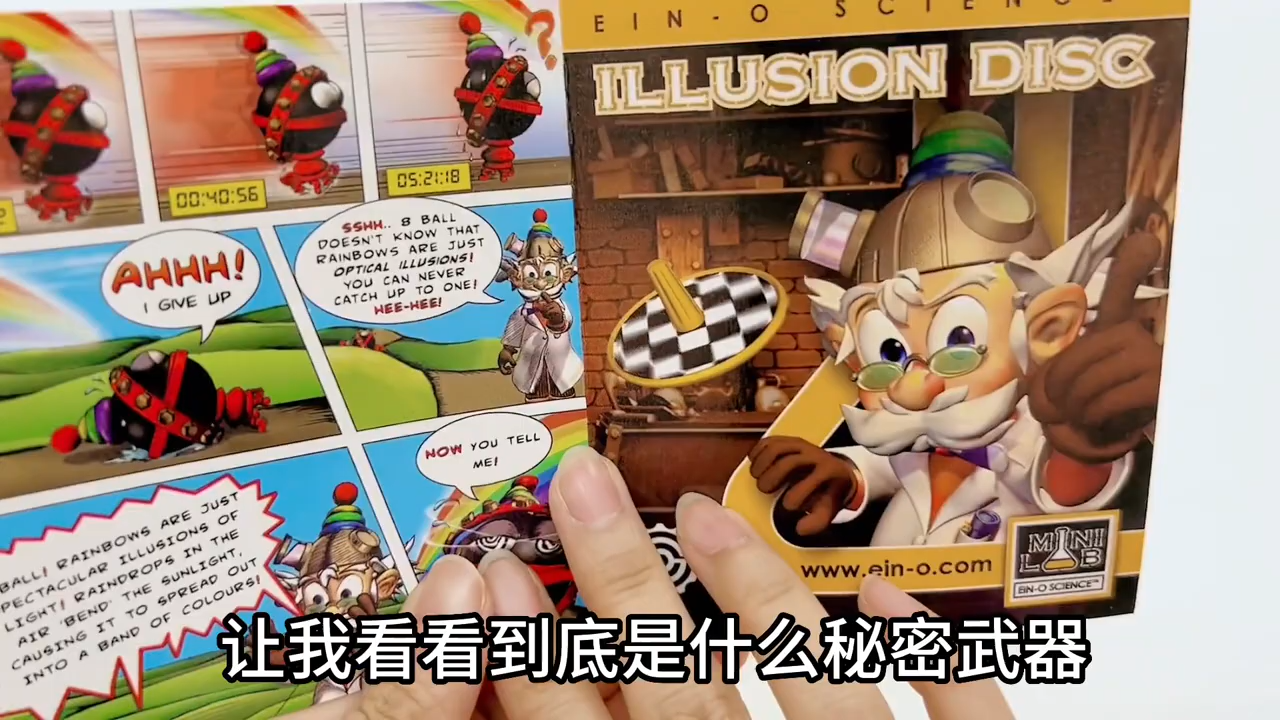 00:40:56
05:21:18
AHHH!
I GIVE UP
SSHH.. 8 BALL
DOESN'T KNOW THAT
RAINBOWS ARE JUST
OPTICAL ILLUSIONS!
YOU CAN NEVER
CATCH UP TO ONE!
HEE-HEE!
NOW YOU TELL
ME!
BALL! RAINBOWS ARE JUST
SPECTACULAR ILLUSIONS OF
LIGHT! RAINDROPS IN THE
AIR 'BEND' THE SUNLIGHT,
CAUSING IT TO SPREAD OUT
INTO A BAND OF COLOURS!
EIN-O SCIENCE
ILLUSION DISC
www.ein-o.com
MINI
LAB
EIN-O SCIENCE™
让我看看到底是什么秘密武器